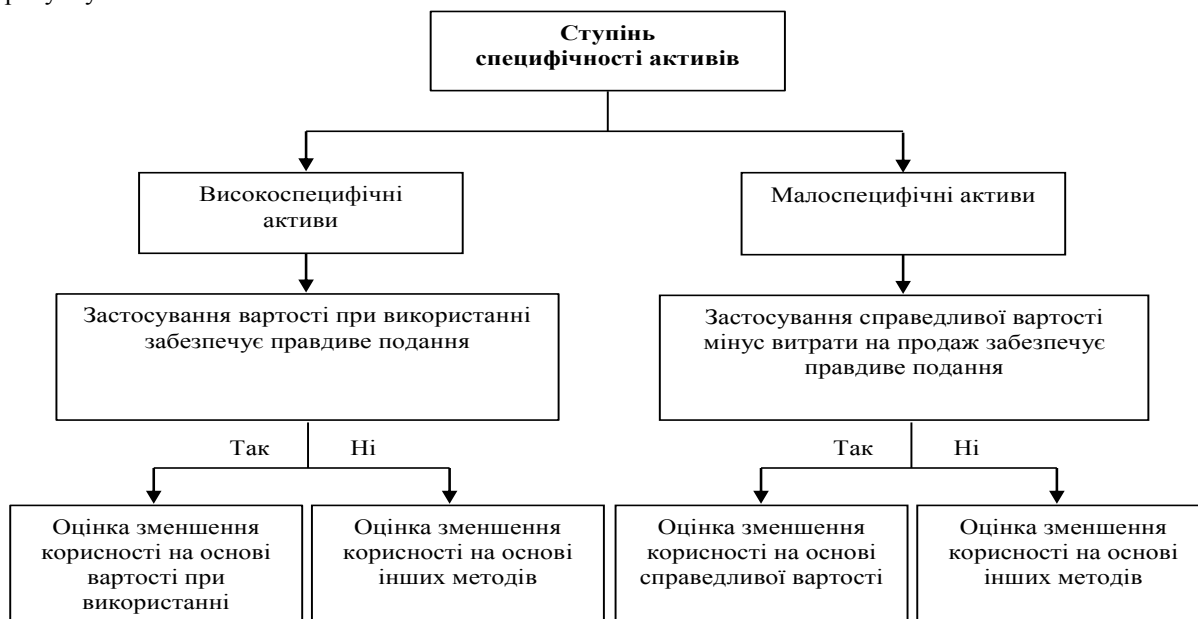 Ступінь
специфічності активів
Високоспецифічні
активи
Малоспецифічні активи
Застосування вартості при використанні
забезпечує правдиве подання
Застосування справедливої вартості
мінус витрати на продаж забезпечує
правдиве подання
Так
Ні
Так
Ні
Оцінка зменшення
корисності на основі
вартості при
використанні
Оцінка зменшення
корисності на основі
інших методів
Оцінка зменшення
корисності на основі
справедливої вартості
Оцінка зменшення
корисності на основі
інших методів